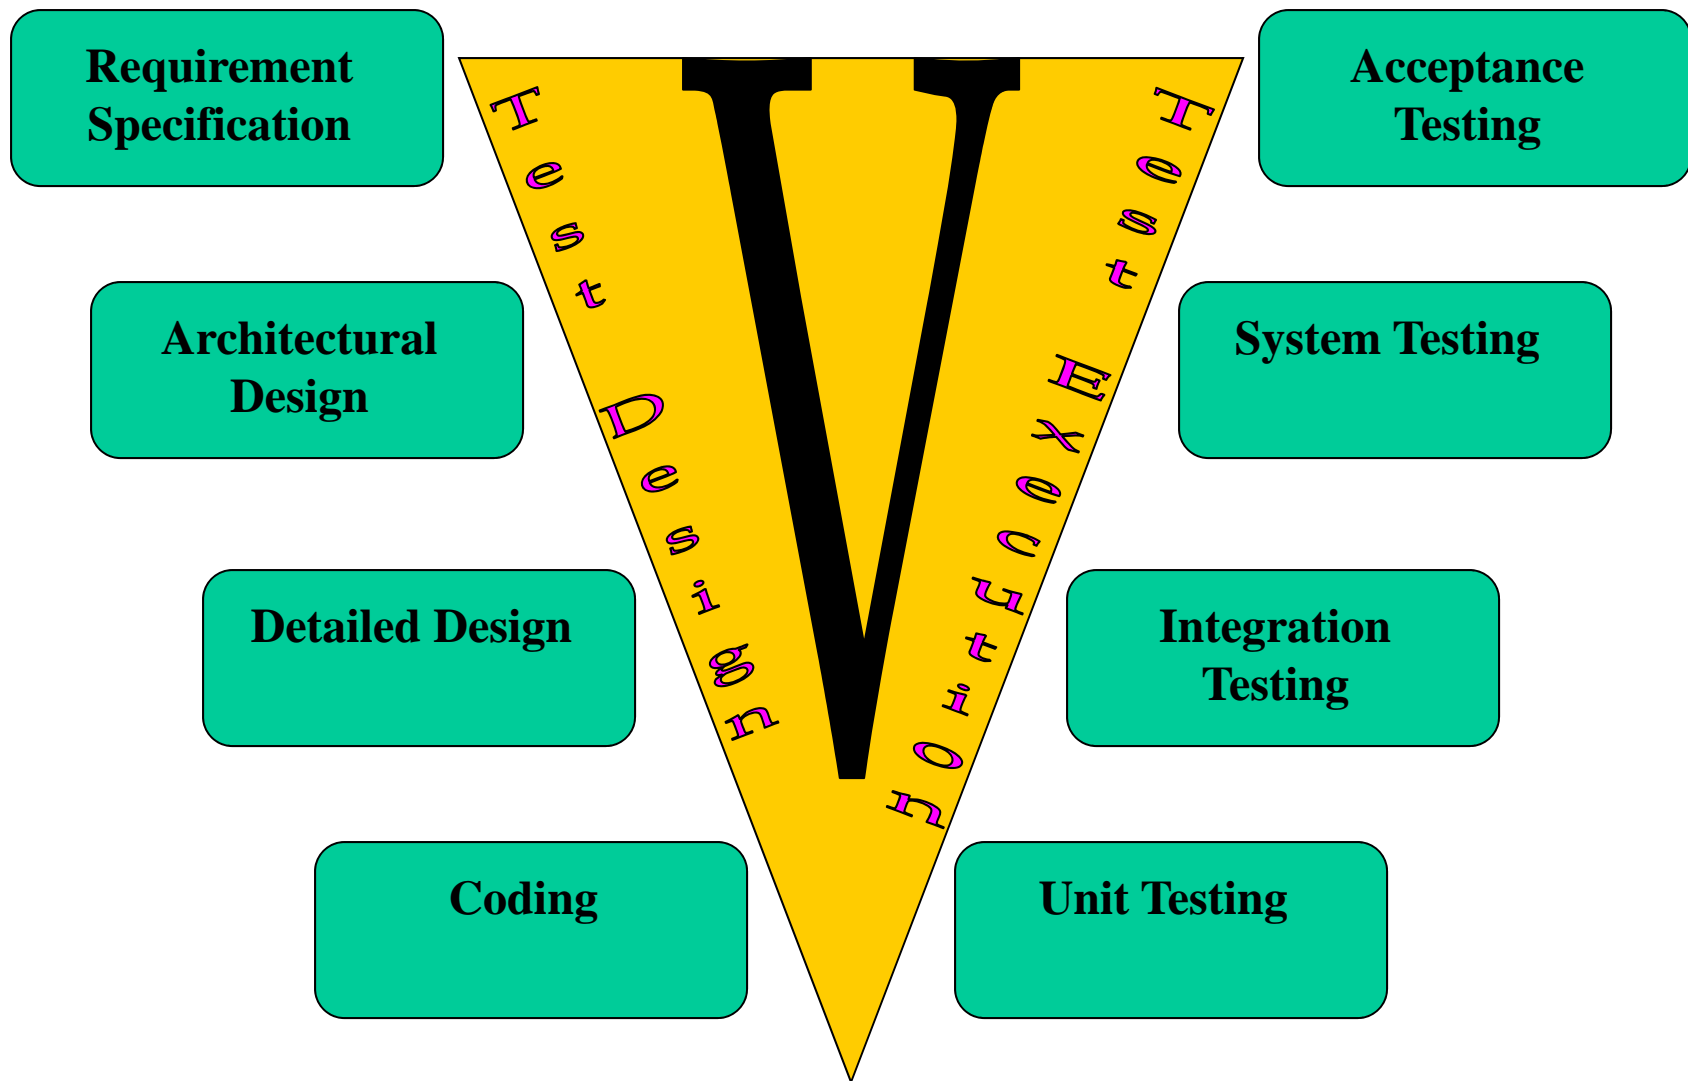 Requirement
Specification
Architectural
Design
Detailed Design
Coding
Test Design
V
Test Execution
Acceptance
Testing
System Testing
Integration
Testing
Unit Testing